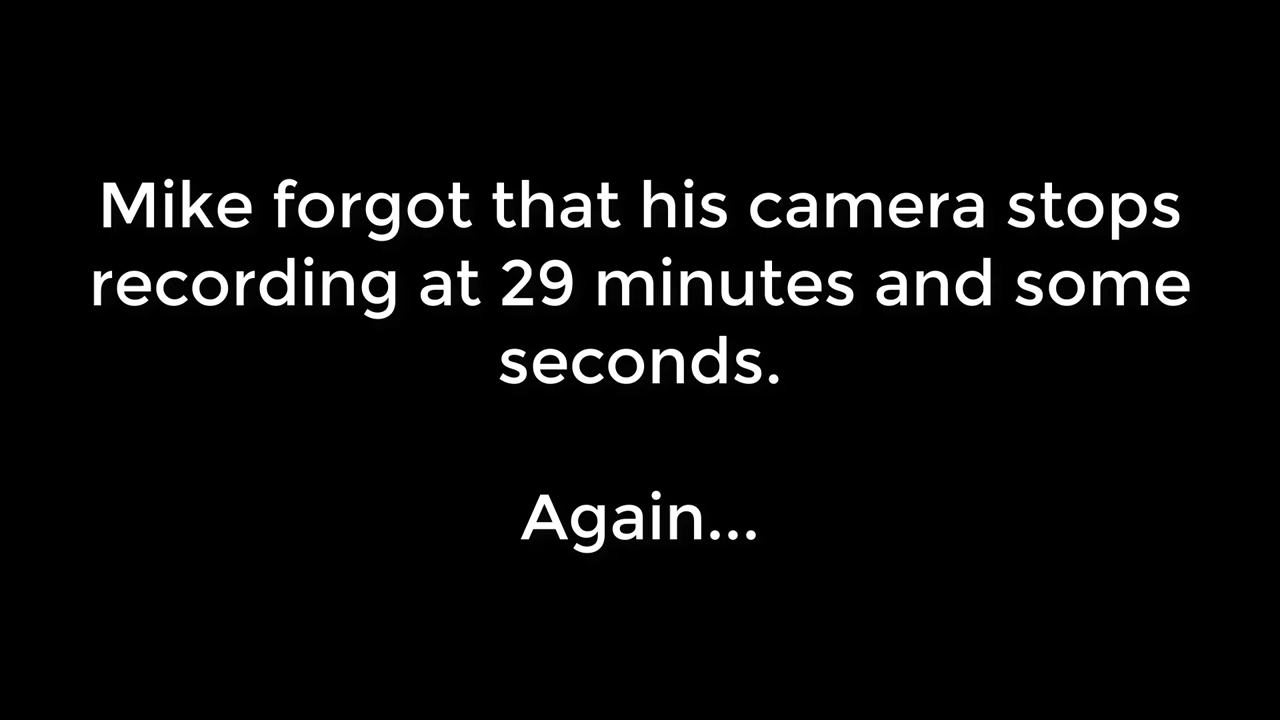 Mike forgot that his camera stops
recording at 29 minutes and some
seconds.
Again...